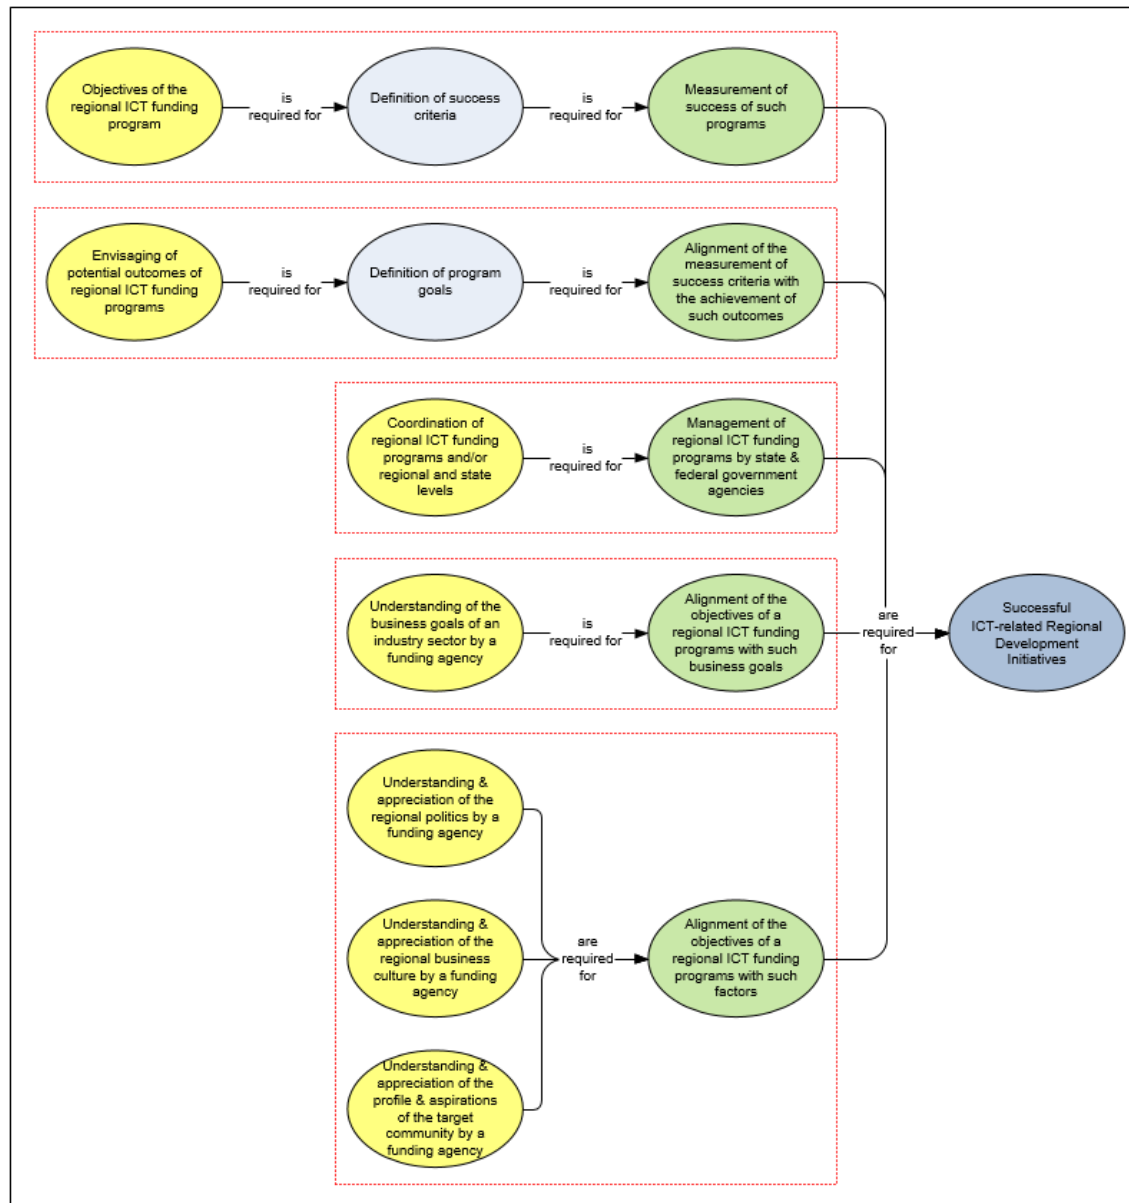 Objectives of the
regional ICT funding
program
is
required for
Definition of success
criteria
is
required for
Measurement of
success of such
programs
Envisaging of
potential outcomes of
regional ICT funding
programs
is
required for
Definition of program
goals
is
required for
Alignment of the
measurement of
success criteria with
the achievement of
such outcomes
Coordination of
regional ICT funding
programs and/or
regional and state
levels
is
required for
Management of
regional ICT funding
programs by state &
federal government
agencies
Understanding of the
business goals of an
industry sector by a
funding agency
is
required for
Alignment of the
objectives of a
regional ICT funding
programs with such
business goals
are
required
for
Successful
ICT-related Regional
Development
Initiatives
Understanding &
appreciation of the
regional politics by a
funding agency
Understanding &
appreciation of the
regional business
culture by a funding
agency
are
required
for
Alignment of the
objectives of a
regional ICT funding
programs with such
factors
Understanding &
appreciation of the
profile & aspirations
of the target
community by a
funding agency